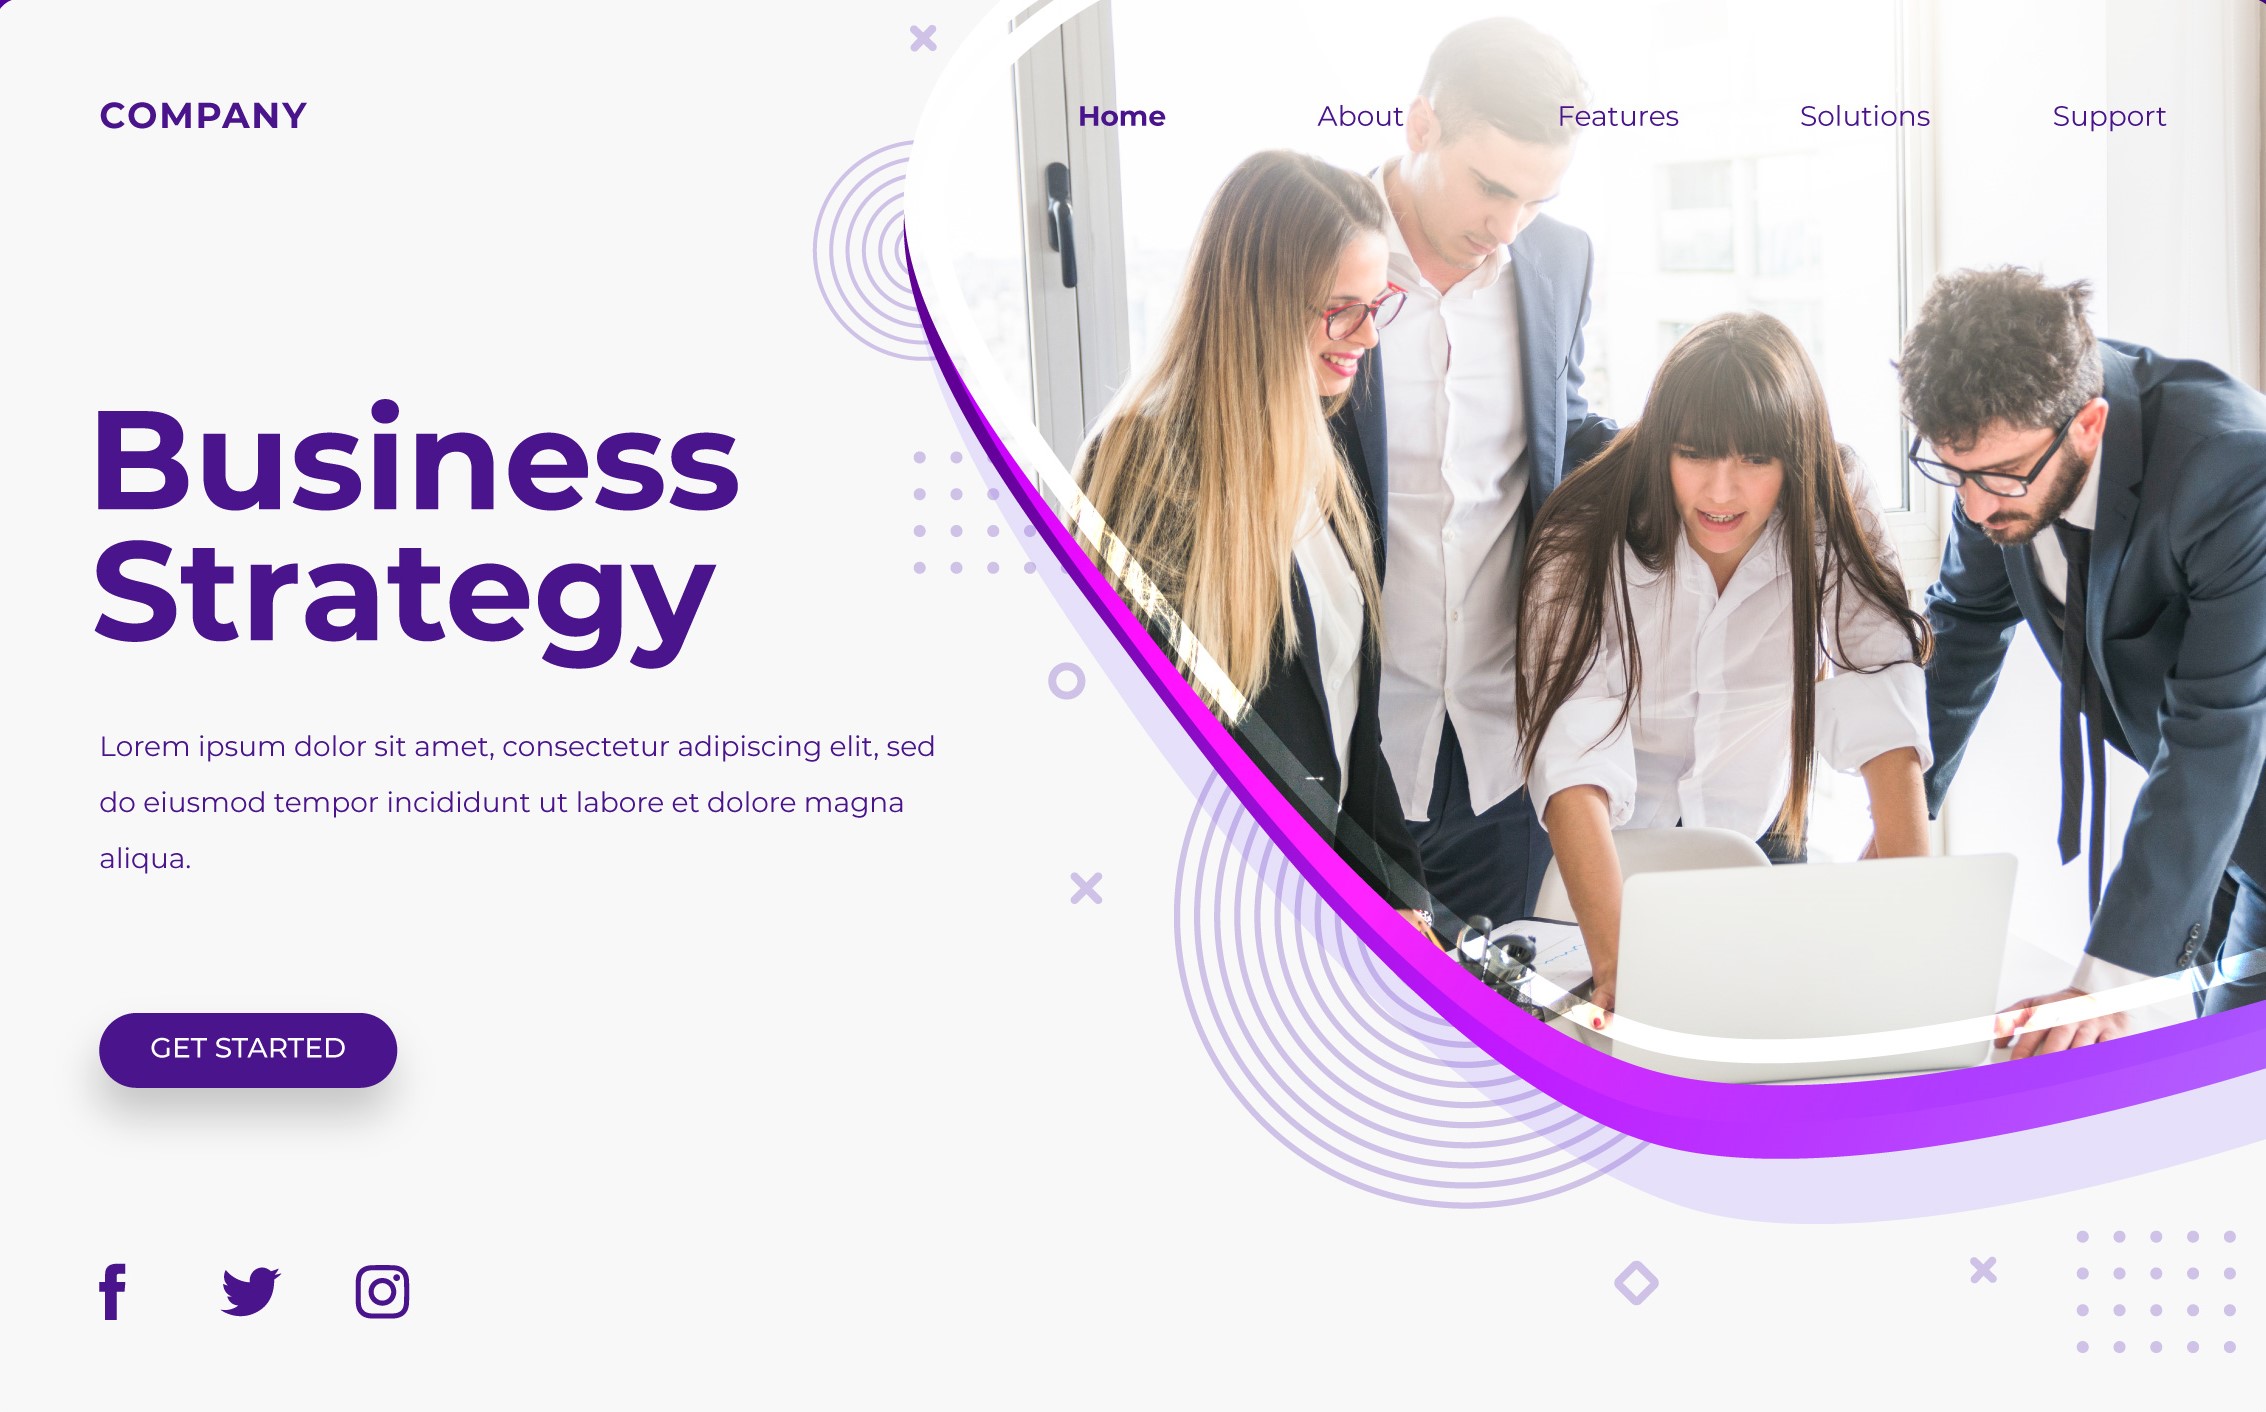 COMPANY
Home About Features Solutions Support
Business
Strategy
Lorem ipsum dolor sit amet, consectetur adipiscing elit, sed
do eiusmod tempor incididunt ut labore et dolore magna
aliqua.
GET STARTED